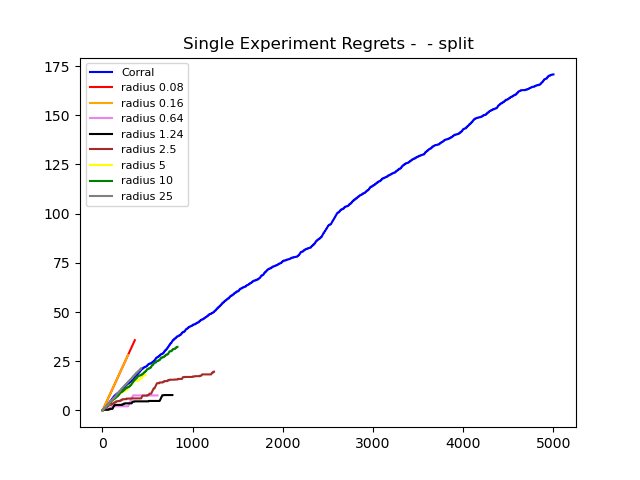 Single Experiment Regrets -  - split
175
150
125
100
75
50
25
0
Corral
radius 0.08
radius 0.16
radius 0.64
radius 1.24
radius 2.5
radius 5
radius 10
radius 25
0 1000 2000 3000 4000 5000